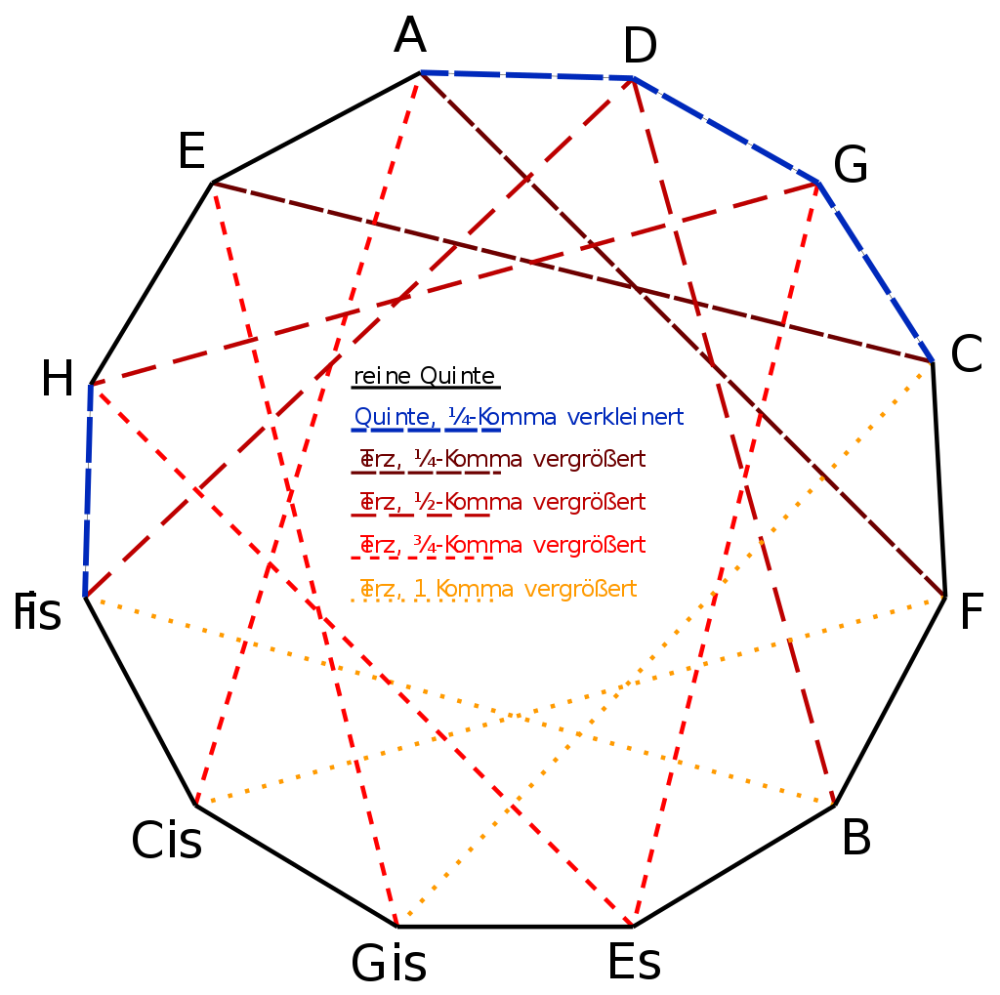 A
D
E
G
H
C
reine Quinte
Quinte, ¼-Komma verkleinert
Terz, ¼-Komma vergrößert
Terz, ½-Komma vergrößert
Terz, ¾-Komma vergrößert
Terz, 1 Komma vergrößert
Fis
F
Cis
B
Gis
Es